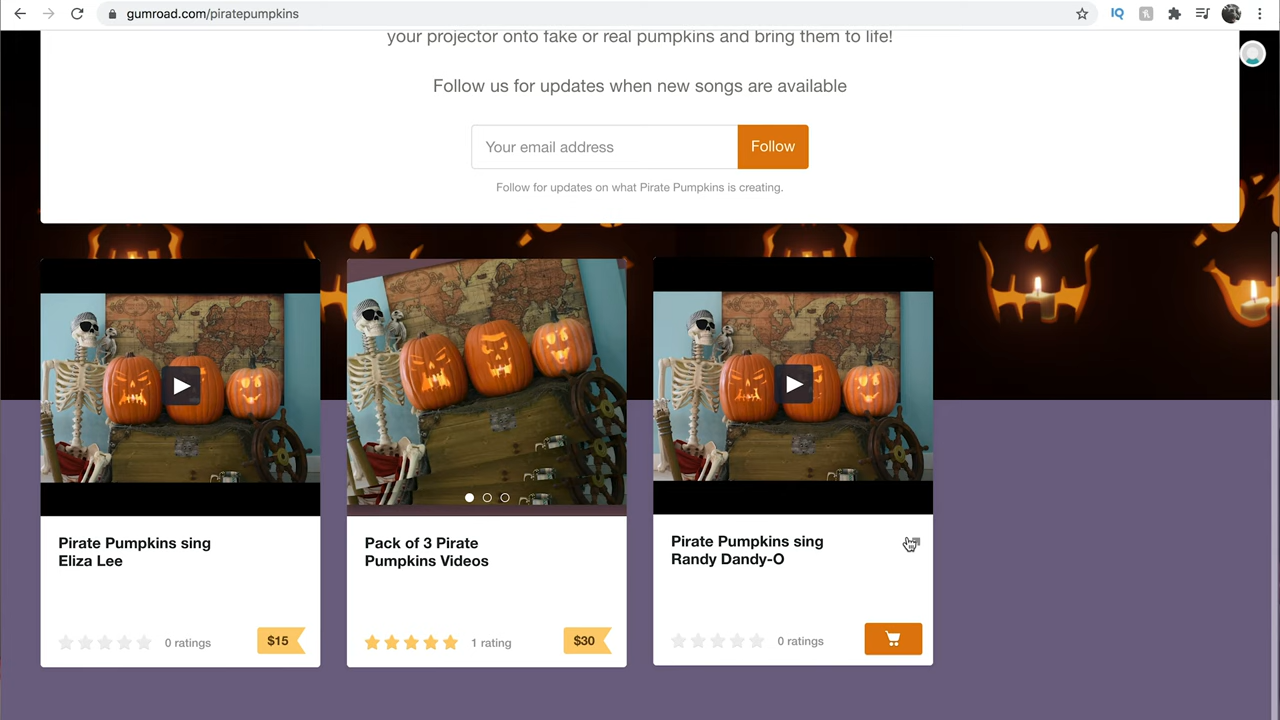 gumroad.com/piratepumpkins
IQ
your projector onto fake or real pumpkins and bring them to life!
Follow us for updates when new songs are available
Your email address
Follow
Follow for updates on what Pirate Pumpkins is creating.
Pirate Pumpkins sing
Eliza Lee
0 ratings
$15
Pack of 3 Pirate
Pumpkins Videos
1 rating
$30
Pirate Pumpkins sing
Randy Dandy-O
0 ratings